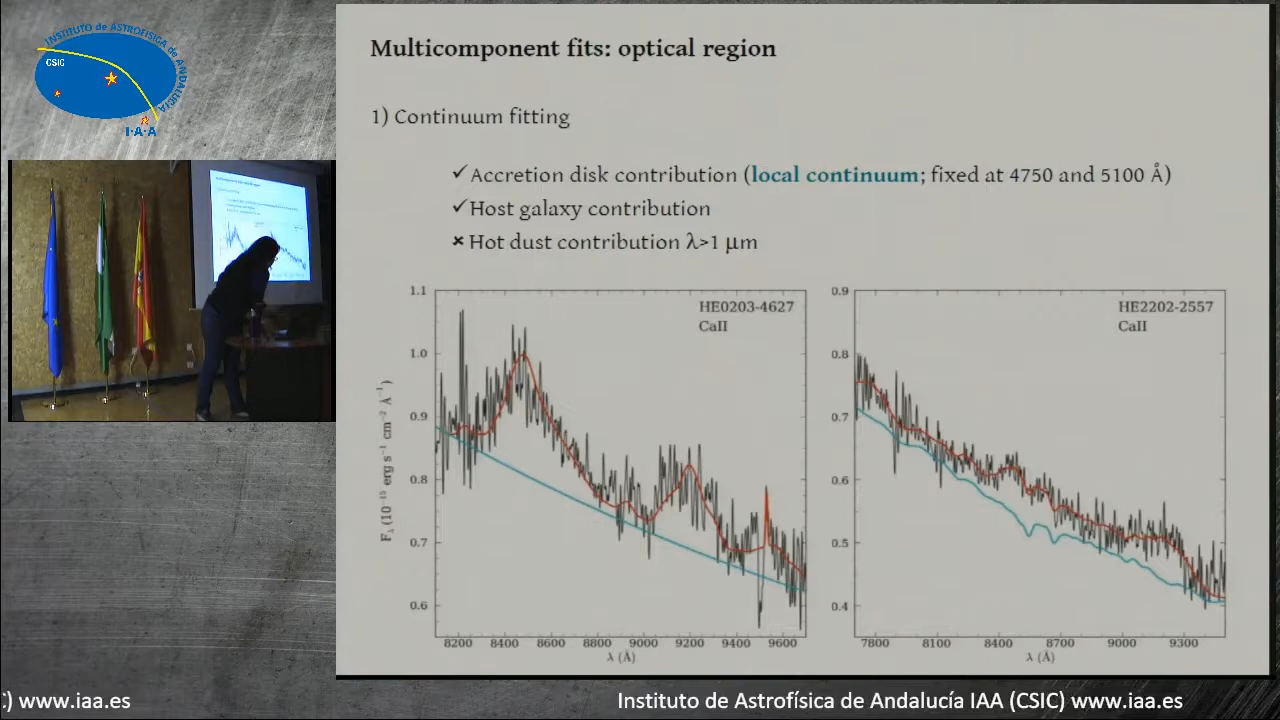 INSTITUTO de ASTROFÍSICA de ANDALUCÍA
CSIC
I·A·A
Multicomponent fits: optical region
1) Continuum fitting
✓Accretion disk contribution (local continuum; fixed at 4750 and 5100 Å)
✓Host galaxy contribution
× Hot dust contribution λ>1 μm
1.1
1.0
0.9
0.8
0.7
0.6
F_λ (10⁻¹⁵ erg s⁻¹ cm⁻² Å⁻¹)
HE0203-4627
CaII
8200 8400 8600 8800 9000 9200 9400 9600
λ (Å)
0.9
0.8
0.7
0.6
0.5
0.4
HE2202-2557
CaII
7800 8100 8400 8700 9000 9300
λ (Å)
C) www.iaa.es
Instituto de Astrofísica de Andalucía IAA (CSIC) www.iaa.es